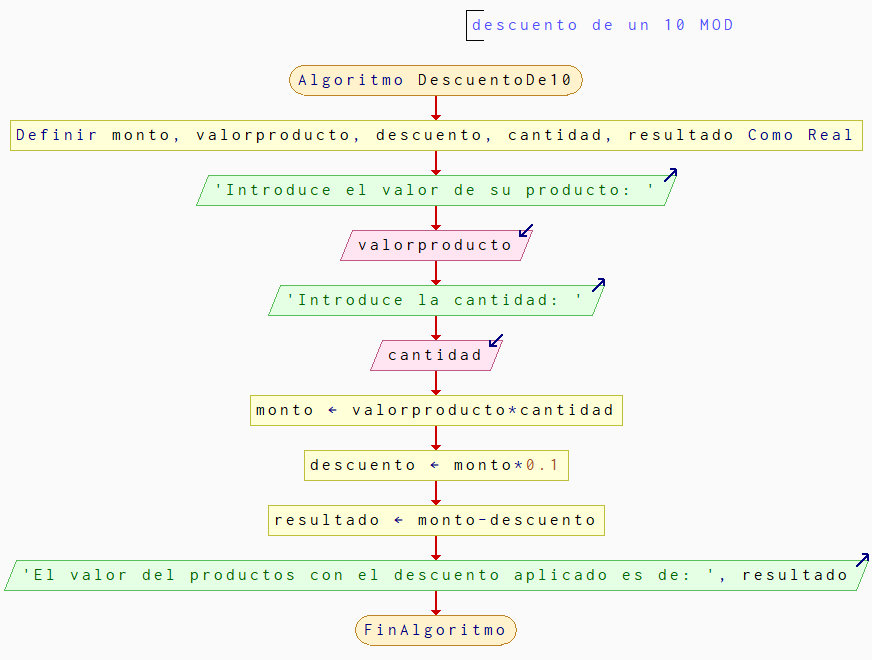 descuento de un 10 MOD
Algoritmo DescuentoDe10
Definir monto, valorproducto, descuento, cantidad, resultado Como Real
'Introduce el valor de su producto: '
valorproducto
'Introduce la cantidad: '
cantidad
monto ← valorproducto*cantidad
descuento ← monto*0.1
resultado ← monto-descuento
'El valor del productos con el descuento aplicado es de: ', resultado
FinAlgoritmo